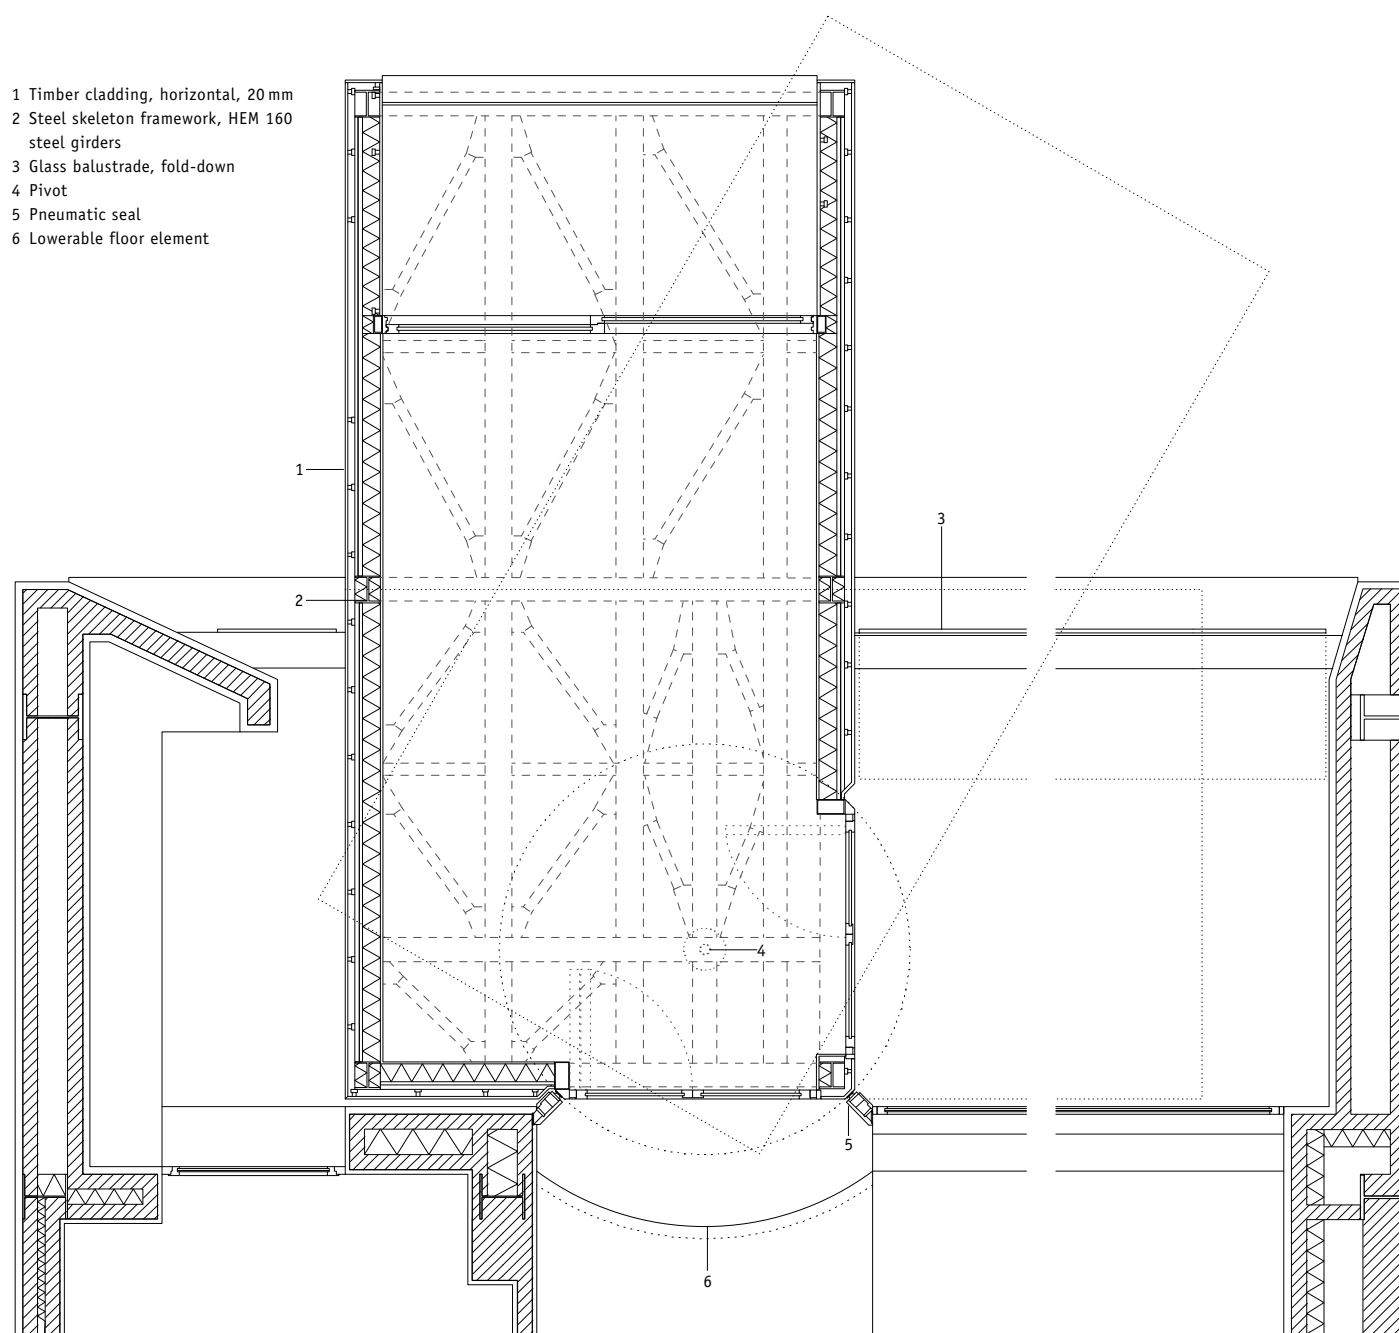 1 Timber cladding, horizontal, 20 mm
2 Steel skeleton framework, HEM 160
steel girders
3 Glass balustrade, fold-down
4 Pivot
5 Pneumatic seal
6 Lowerable floor element
1
3
2
4
5
6